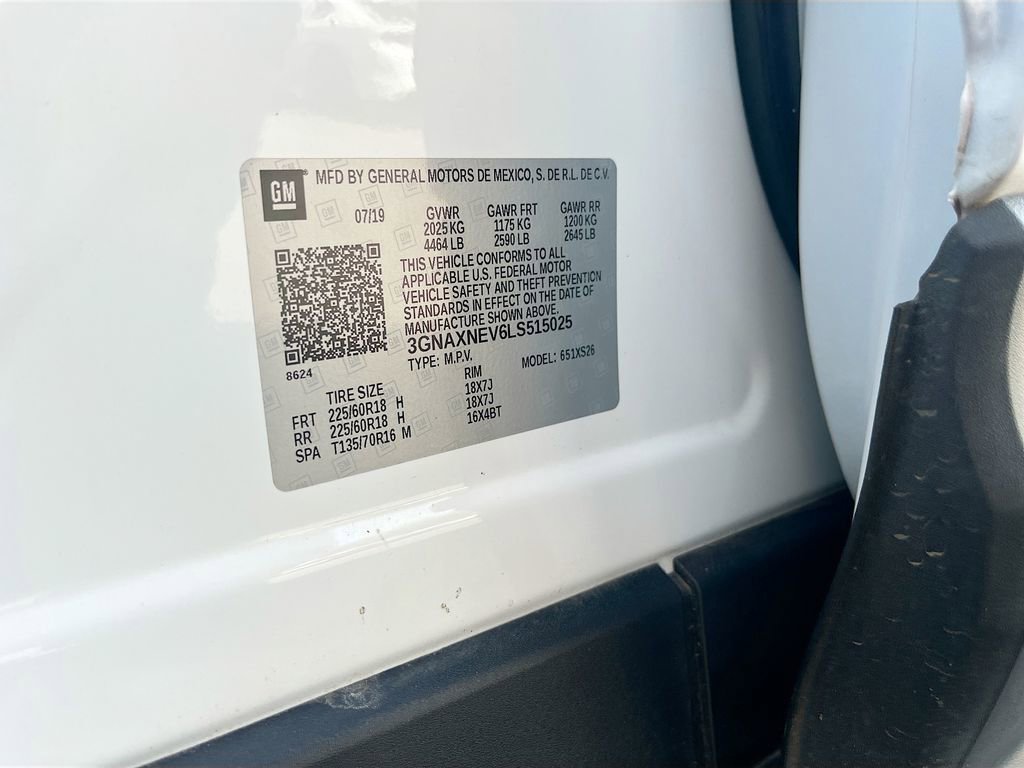 GM MFD BY GENERAL MOTORS DE MEXICO, S. DE R.L. DE C.V.
07/19 GVWR GAWR FRT GAWR RR
2025 KG 1175 KG 1200 KG
4464 LB 2590 LB 2645 LB
THIS VEHICLE CONFORMS TO ALL
APPLICABLE U.S. FEDERAL MOTOR
VEHICLE SAFETY AND THEFT PREVENTION
STANDARDS IN EFFECT ON THE DATE OF
MANUFACTURE SHOWN ABOVE.
3GNAXNEV6LS515025
8624 TYPE: M.P.V. MODEL: 651XS26
TIRE SIZE RIM
FRT 225/60R18 H 18X7J
RR 225/60R18 H 18X7J
SPA T135/70R16 M 16X4BT